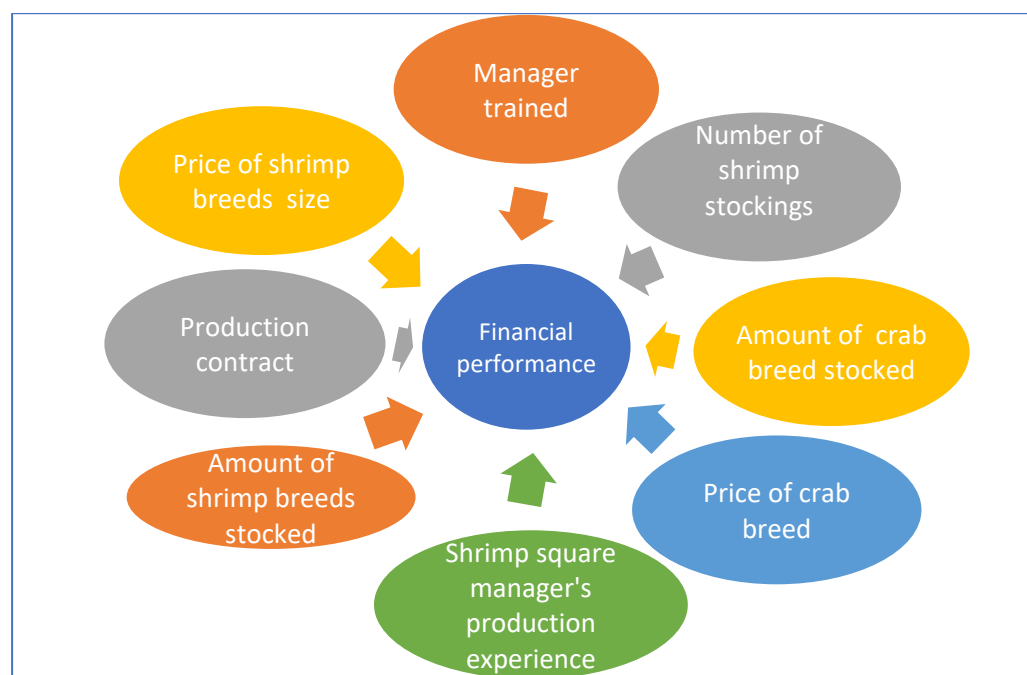 Manager
trained
Number of
shrimp
stockings
Price of shrimp
breeds size
Production
contract
Financial
performance
Amount of crab
breed stocked
Amount of
shrimp breeds
stocked
Price of crab
breed
Shrimp square
manager's
production
experience